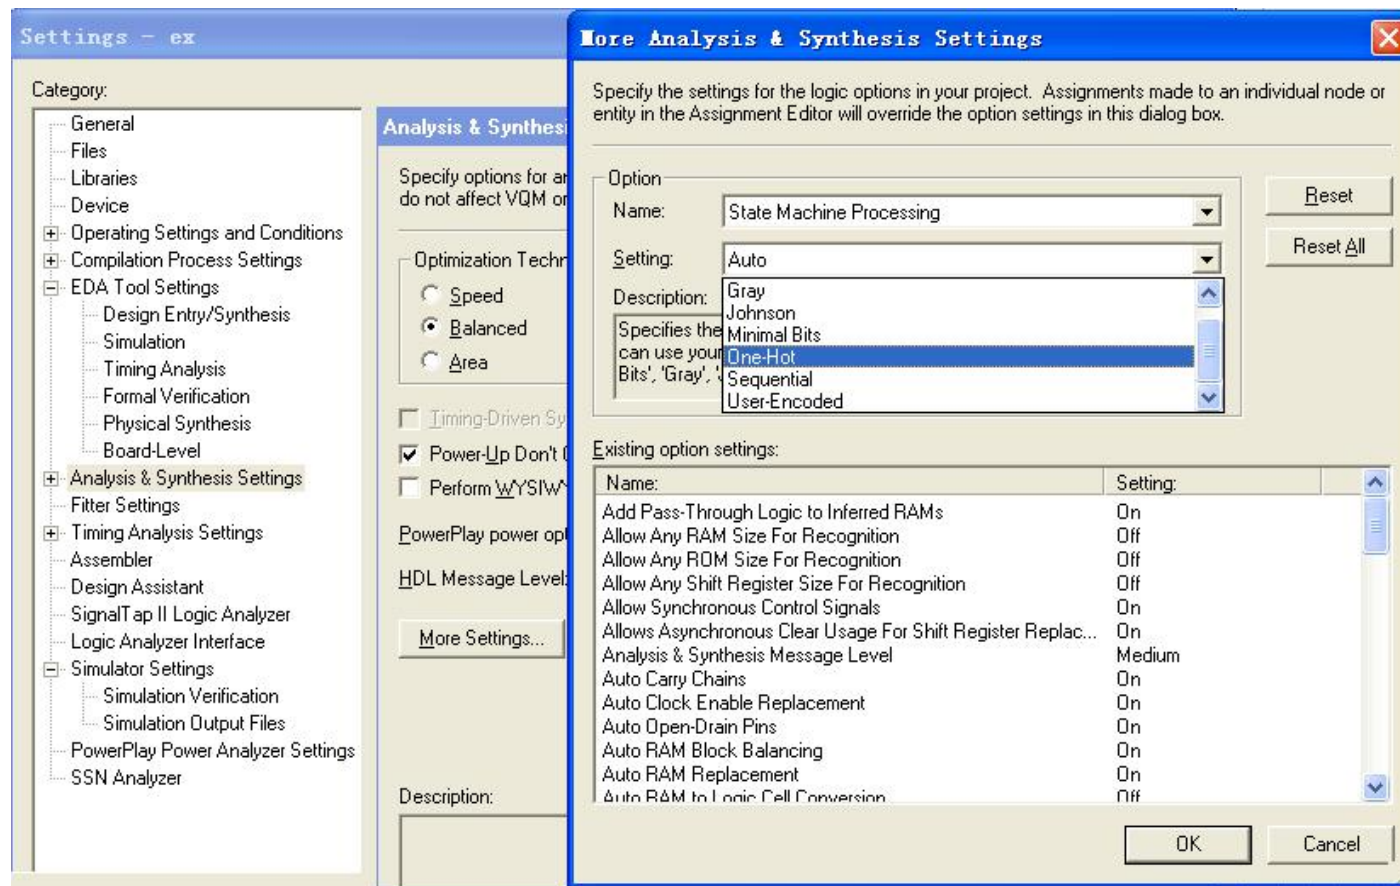 Settings - ex
Category:
General
Files
Libraries
Device
Operating Settings and Conditions
Compilation Process Settings
EDA Tool Settings
Design Entry/Synthesis
Simulation
Timing Analysis
Formal Verification
Physical Synthesis
Board-Level
Analysis & Synthesis Settings
Fitter Settings
Timing Analysis Settings
Assembler
Design Assistant
SignalTap II Logic Analyzer
Logic Analyzer Interface
Simulator Settings
Simulation Verification
Simulation Output Files
PowerPlay Power Analyzer Settings
SSN Analyzer
Analysis & Synthesi
Specify options for
do not affect VQM
Optimization
Speed
Balanced
Area
Timing-Driven
Power-Up Don't
Perform
PowerPlay power
HDL Message Level:
More Settings...
Description:
More Analysis & Synthesis Settings
Specify the settings for the logic options in your project. Assignments made to an individual node or
entity in the Assignment Editor will override the option settings in this dialog box.
Option
Name:
State Machine Processing
Setting:
Auto
Gray
Johnson
Minimal Bits
One-Hot
Sequential
User-Encoded
Description:
Specifies the
can use your
Bits', 'Gray', '
Reset
Reset All
Existing option settings:
Name: Setting:
Add Pass-Through Logic to Inferred RAMs On
Allow Any RAM Size For Recognition Off
Allow Any ROM Size For Recognition Off
Allow Any Shift Register Size For Recognition Off
Allow Synchronous Control Signals On
Allows Asynchronous Clear Usage For Shift Register Replac... On
Analysis & Synthesis Message Level Medium
Auto Carry Chains On
Auto Clock Enable Replacement On
Auto Open-Drain Pins On
Auto RAM Block Balancing On
Auto RAM Replacement On
Auto RAM to Logic Cell Conversion Off
OK
Cancel